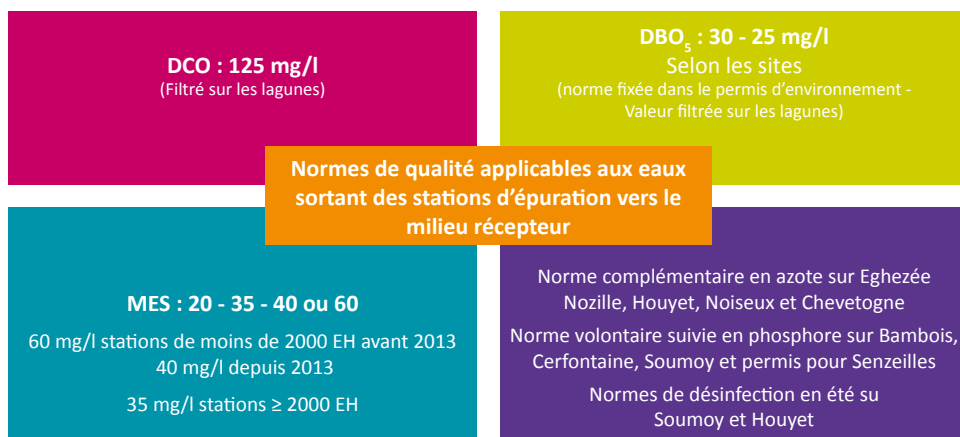 DCO : 125 mg/l
(Filtré sur les lagunes)
DBO₅ : 30 - 25 mg/l
Selon les sites
(norme fixée dans le permis d’environnement -
Valeur filtrée sur les lagunes)
Normes de qualité applicables aux eaux
sortant des stations d’épuration vers le
milieu récepteur
MES : 20 - 35 - 40 ou 60
60 mg/l stations de moins de 2000 EH avant 2013
40 mg/l depuis 2013
35 mg/l stations ≥ 2000 EH
Norme complémentaire en azote sur Eghezée
Nozille, Houyet, Noiseux et Chevetogne
Norme volontaire suivie en phosphore sur Bambois,
Cerfontaine, Soumoy et permis pour Senzeilles
Normes de désinfection en été su
Soumoy et Houyet